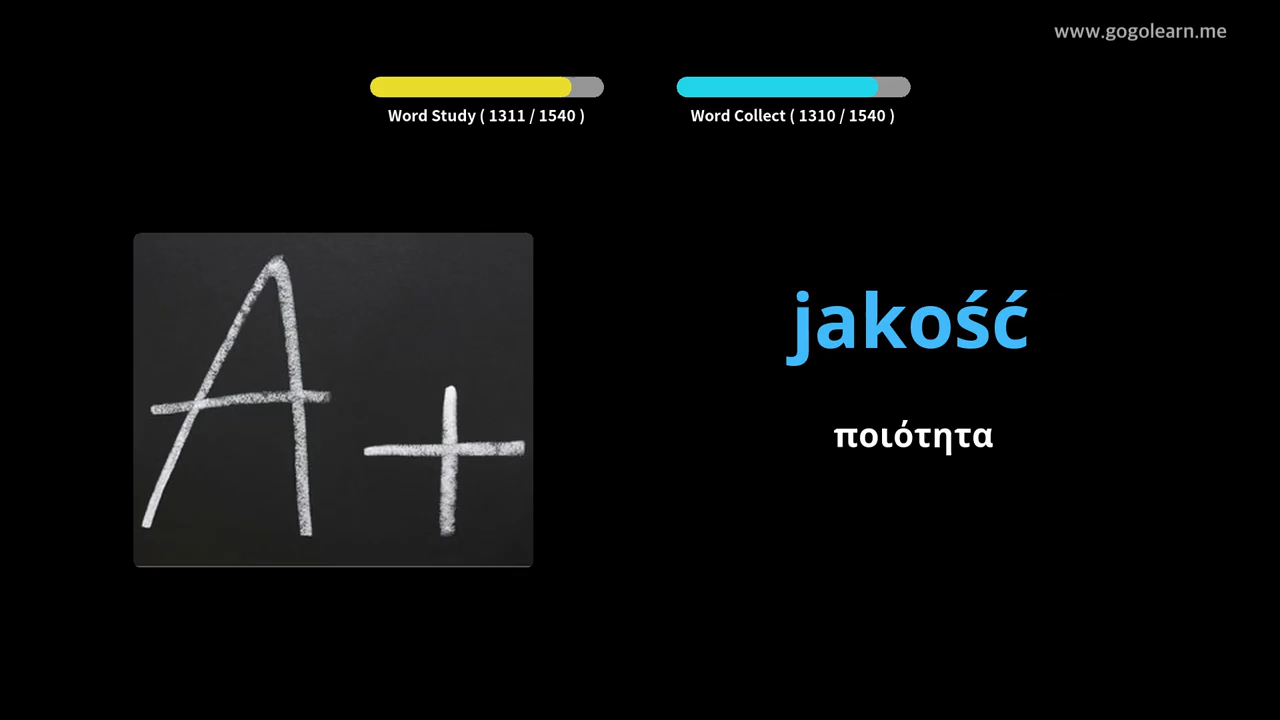 www.gogolearn.me
Word Study ( 1311 / 1540 )
Word Collect ( 1310 / 1540 )
A+
jakość
ποιότητα